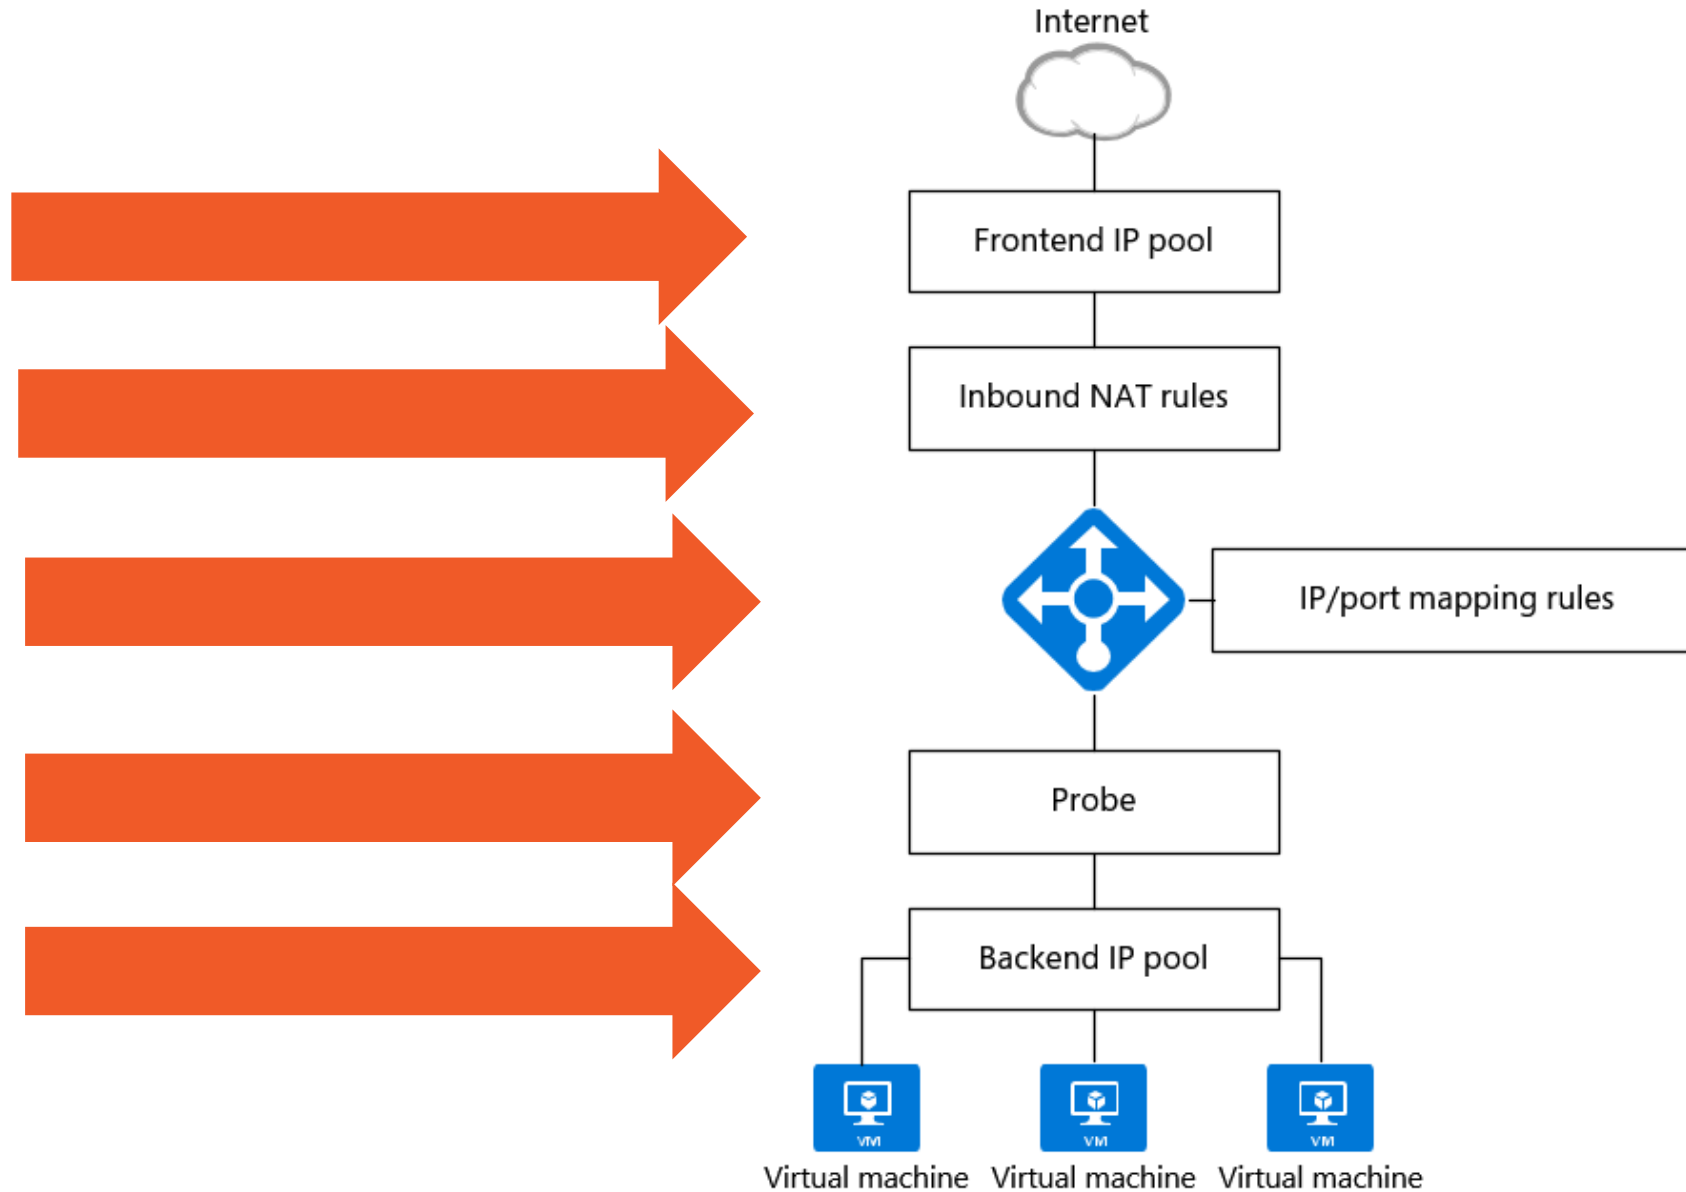 Internet
Frontend IP pool
Inbound NAT rules
IP/port mapping rules
Probe
Backend IP pool
VM VM VM
Virtual machine Virtual machine Virtual machine